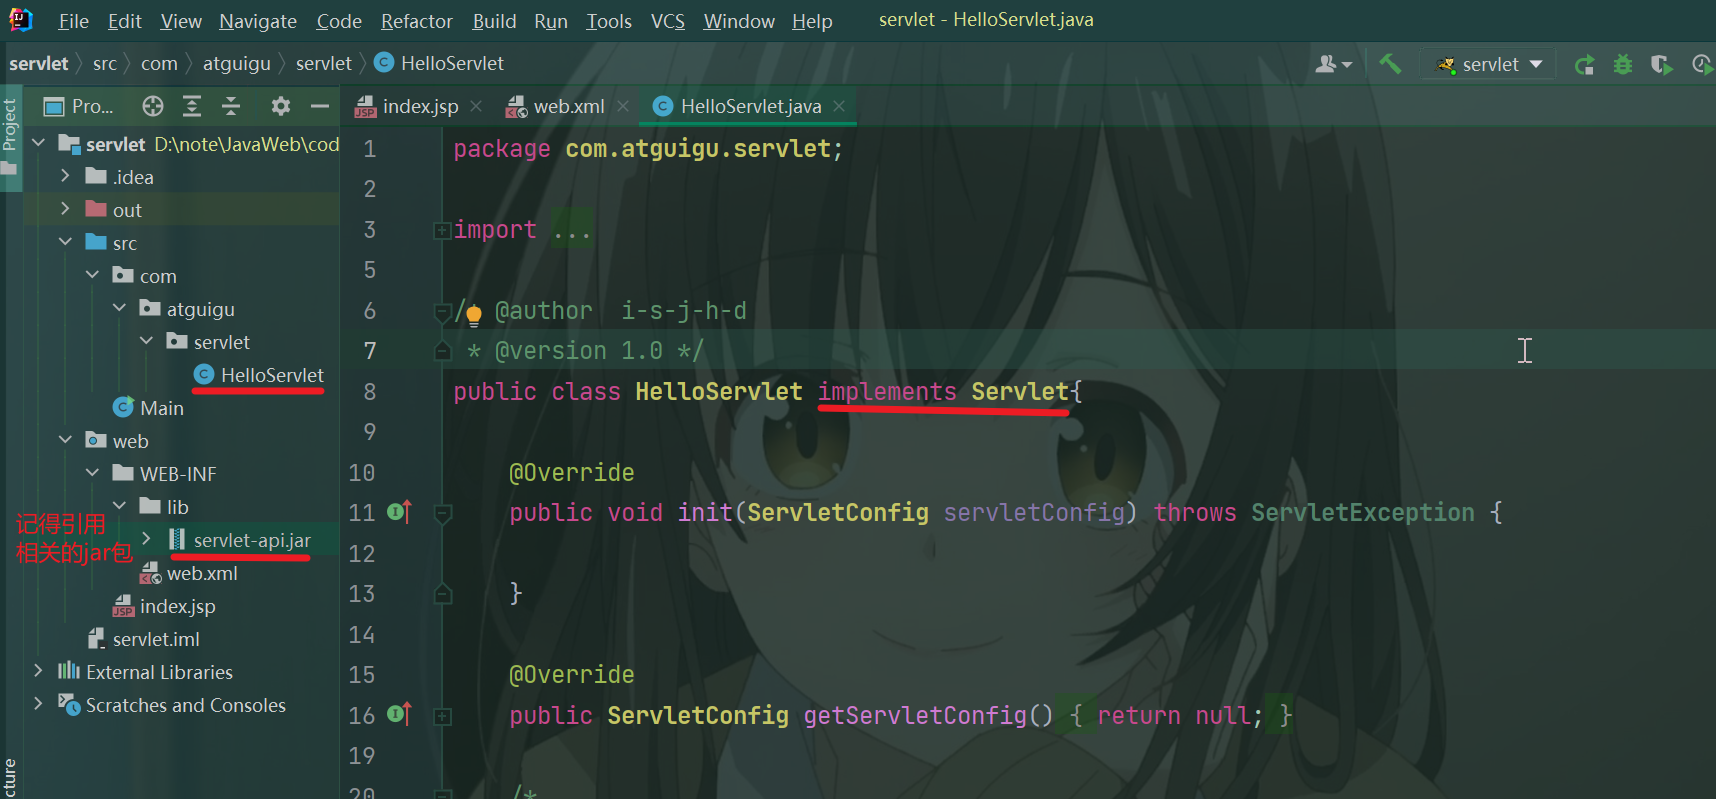 File Edit View Navigate Code Refactor Build Run Tools VCS Window Help servlet - HelloServlet.java
servlet src com atguigu servlet HelloServlet servlet
Project
Pro...
index.jsp web.xml HelloServlet.java
servlet D:\note\JavaWeb\cod
.idea
out
src
com
atguigu
servlet
HelloServlet
Main
web
WEB-INF
lib
记得引用
相关的jar包
servlet-api.jar
web.xml
index.jsp
servlet.iml
External Libraries
Scratches and Consoles
cture
1 package com.atguigu.servlet;
2
3 import ...
5
6 / @author i-s-j-h-d
7 * @version 1.0 */
8 public class HelloServlet implements Servlet{
9
10 @Override
11 public void init(ServletConfig servletConfig) throws ServletException {
12
13 }
14
15 @Override
16 public ServletConfig getServletConfig() { return null; }
19
20 /*